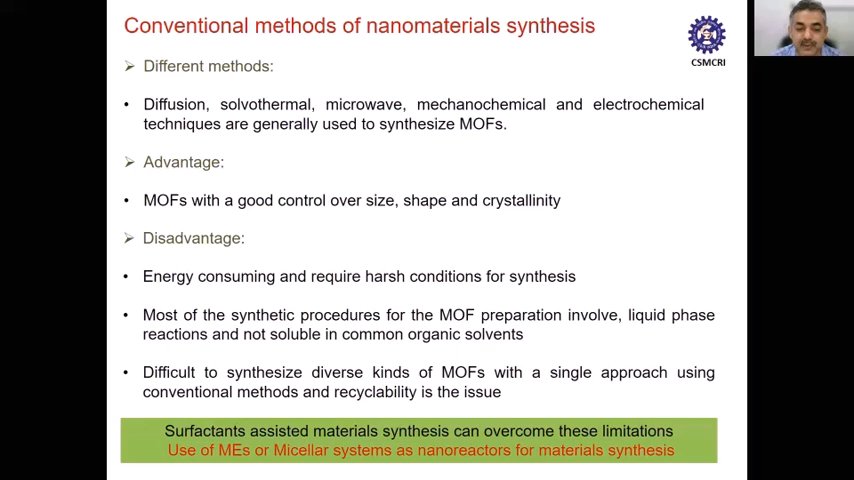 Conventional methods of nanomaterials synthesis
CSMCRI
Different methods:
Diffusion, solvothermal, microwave, mechanochemical and electrochemical
techniques are generally used to synthesize MOFs.
Advantage:
MOFs with a good control over size, shape and crystallinity
Disadvantage:
Energy consuming and require harsh conditions for synthesis
Most of the synthetic procedures for the MOF preparation involve, liquid phase
reactions and not soluble in common organic solvents
Difficult to synthesize diverse kinds of MOFs with a single approach using
conventional methods and recyclability is the issue
Surfactants assisted materials synthesis can overcome these limitations
Use of MEs or Micellar systems as nanoreactors for materials synthesis